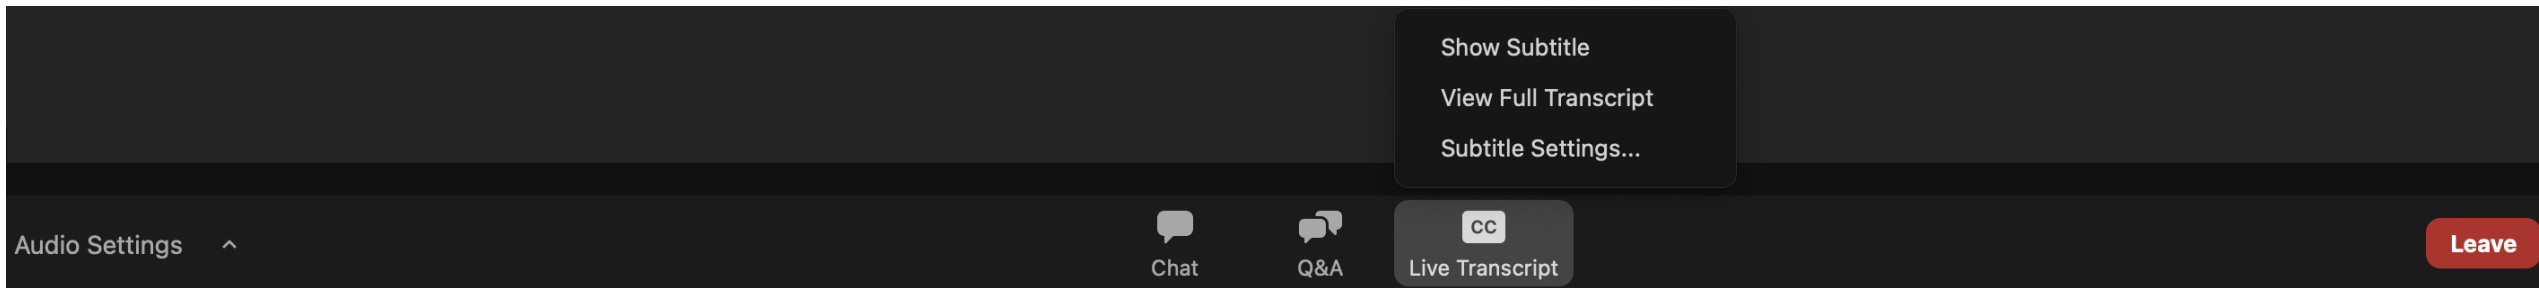 Show Subtitle
View Full Transcript
Subtitle Settings...
Audio Settings
Chat
Q&A
CC
Live Transcript
Leave